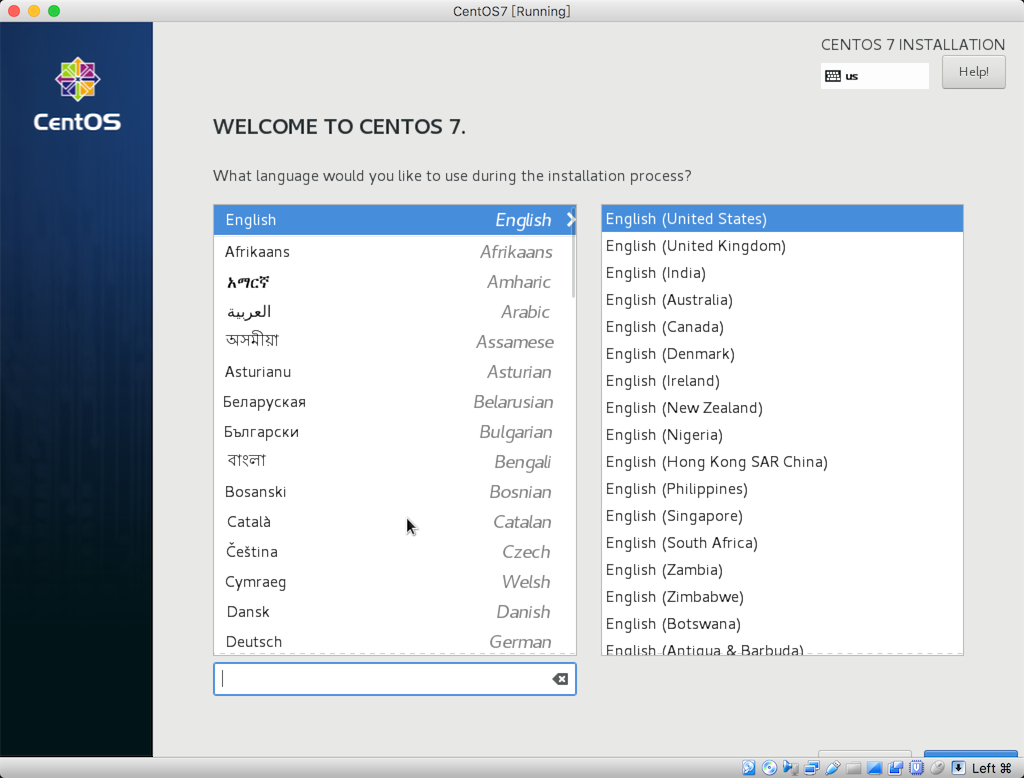 CentOS7 [Running]
CentOS
CENTOS 7 INSTALLATION
us
Help!
WELCOME TO CENTOS 7.
What language would you like to use during the installation process?
English English
Afrikaans Afrikaans
አማርኛ Amharic
العربية Arabic
অসমীয়া Assamese
Asturianu Asturian
Беларуская Belarusian
Български Bulgarian
বাংলা Bengali
Bosanski Bosnian
Català Catalan
Čeština Czech
Cymraeg Welsh
Dansk Danish
Deutsch German
English (United States)
English (United Kingdom)
English (India)
English (Australia)
English (Canada)
English (Denmark)
English (Ireland)
English (New Zealand)
English (Nigeria)
English (Hong Kong SAR China)
English (Philippines)
English (Singapore)
English (South Africa)
English (Zambia)
English (Zimbabwe)
English (Botswana)
English (Antigua & Barbuda)
Left ⌘